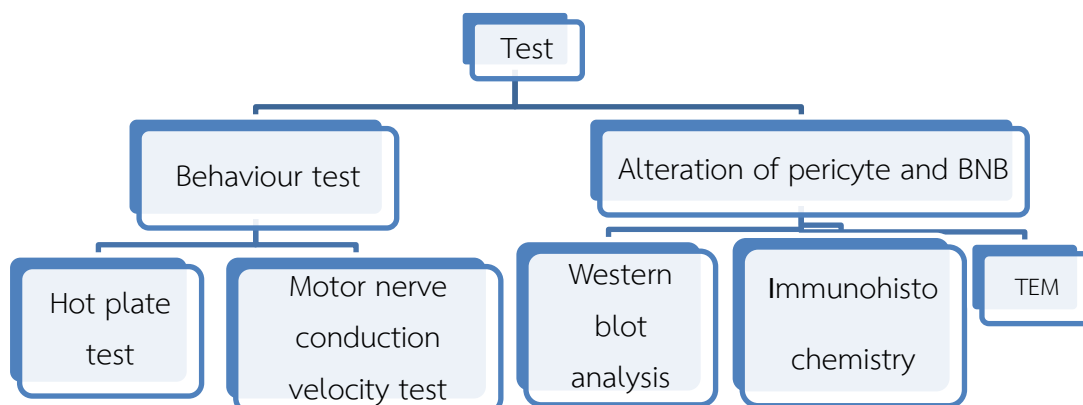 Test
Behaviour test
Alteration of pericyte and BNB
Hot plate
test
Motor nerve
conduction
velocity test
Western
blot
analysis
Immunohisto
chemistry
TEM